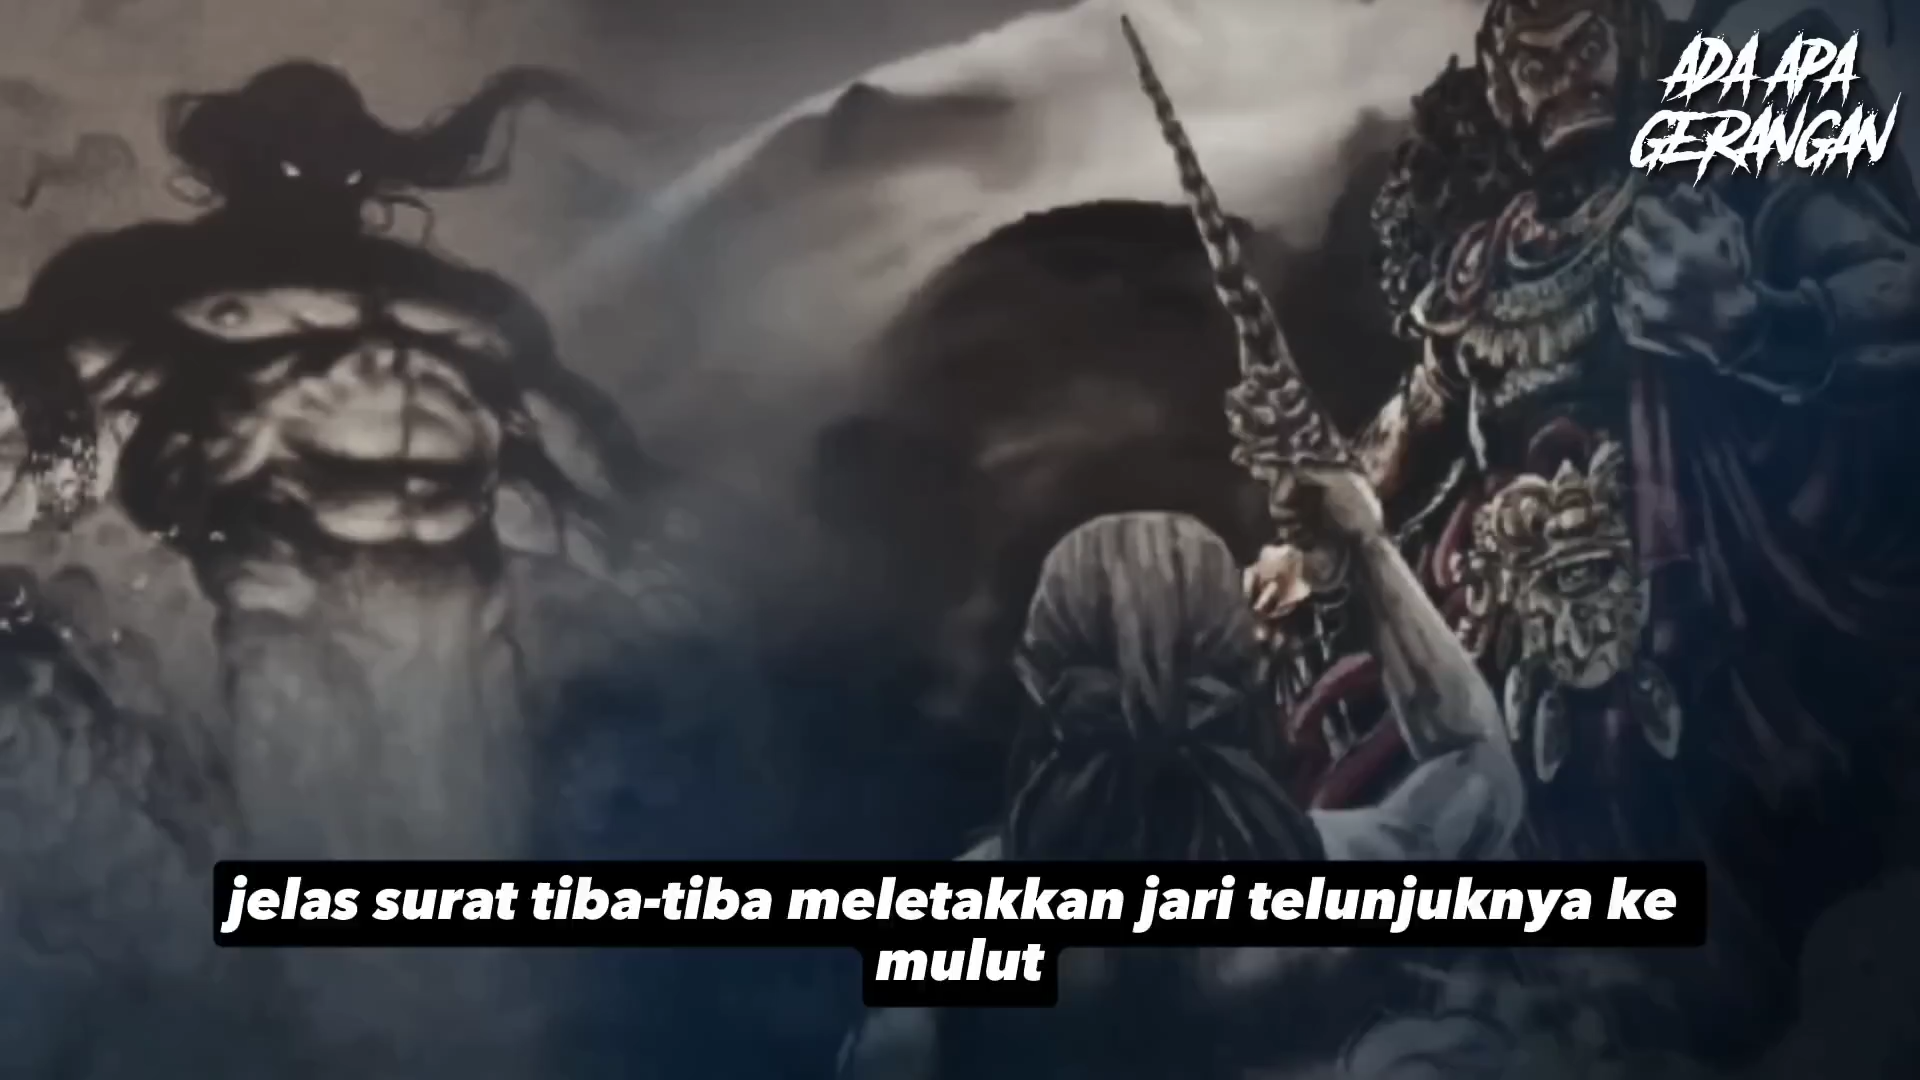 ADA APA
GERANGAN
jelas surat tiba-tiba meletakkan jari telunjuknya ke
mulut